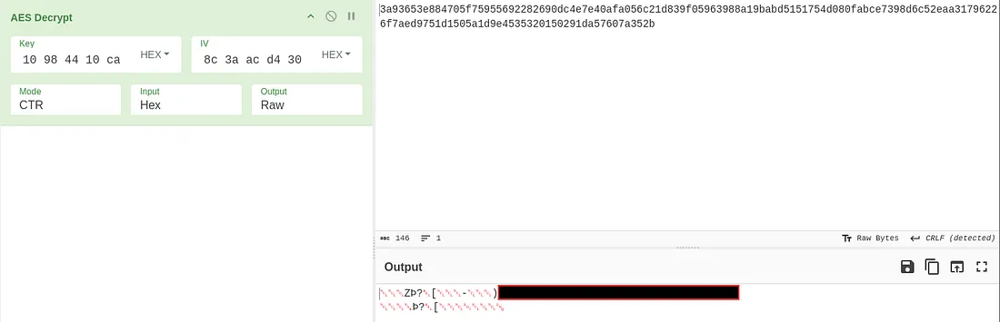 AES Decrypt
Key
10 98 44 10 ca
HEX
IV
8c 3a ac d4 30
HEX
Mode
CTR
Input
Hex
Output
Raw
3a93653e884705f75955692282690dc4e7e40afa056c21d839f05963988a19babd5151754d080fabce7398d6c52eaa3179622
6f7aed9751d1505a1d9e4535320150291da57607a352b
146
1
Raw Bytes
CRLF (detected)
Output